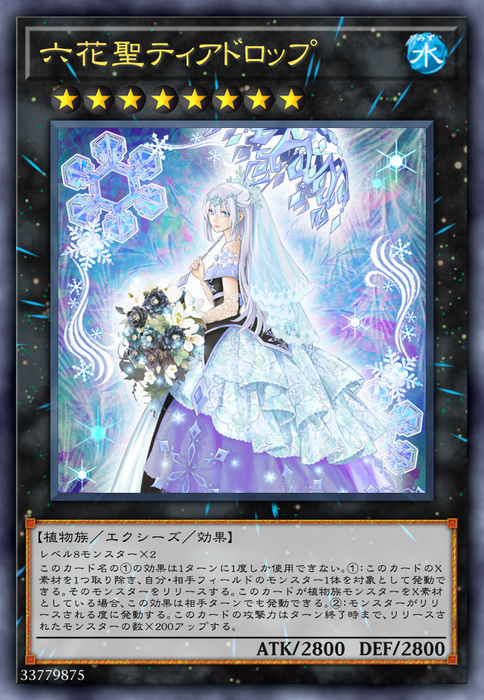 六花聖ティアドロップ
みず
水
【植物族／エクシーズ／効果】
レベル8モンスター×2
このカード名の①の効果は1ターンに1度しか使用できない。①：このカードのX
素材を1つ取り除き、自分・相手フィールドのモンスター1体を対象として発動で
きる。そのモンスターをリリースする。このカードが植物族モンスターをX素材
としている場合、この効果は相手ターンでも発動できる。②：モンスターがリリ
ースされる度に発動する。このカードの攻撃力はターン終了時まで、リリースさ
れたモンスターの数×200アップする。
ATK/2800 DEF/2800
33779875